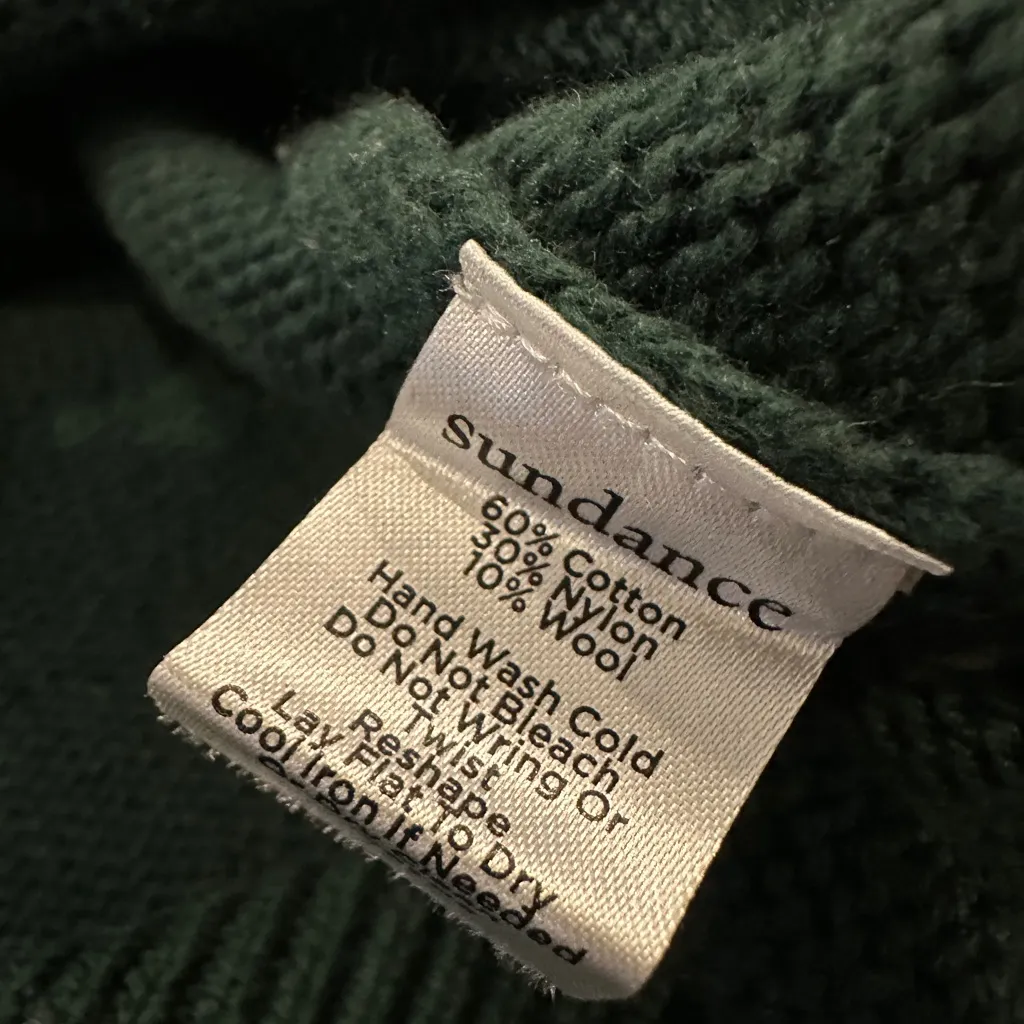 sundance
60% Cotton
30% Nylon
10% Wool
Hand Wash Cold
Do Not Bleach
Do Not Wring Or
Twist
Reshape
Lay Flat To Dry
Cool Iron If Needed